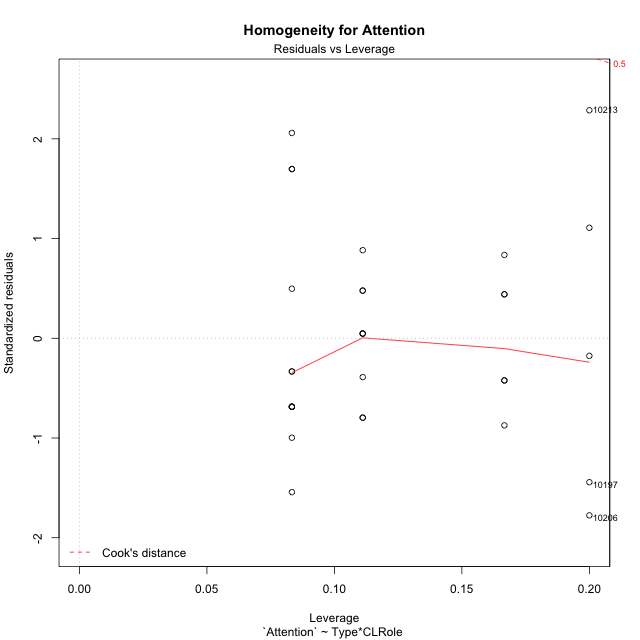 Homogeneity for Attention
Residuals vs Leverage
0.5
10213
2
1
0
-1
-2
Standardized residuals
10197
10206
Cook's distance
0.00
0.05
0.10
0.15
0.20
Leverage
`Attention` ~ Type*CLRole